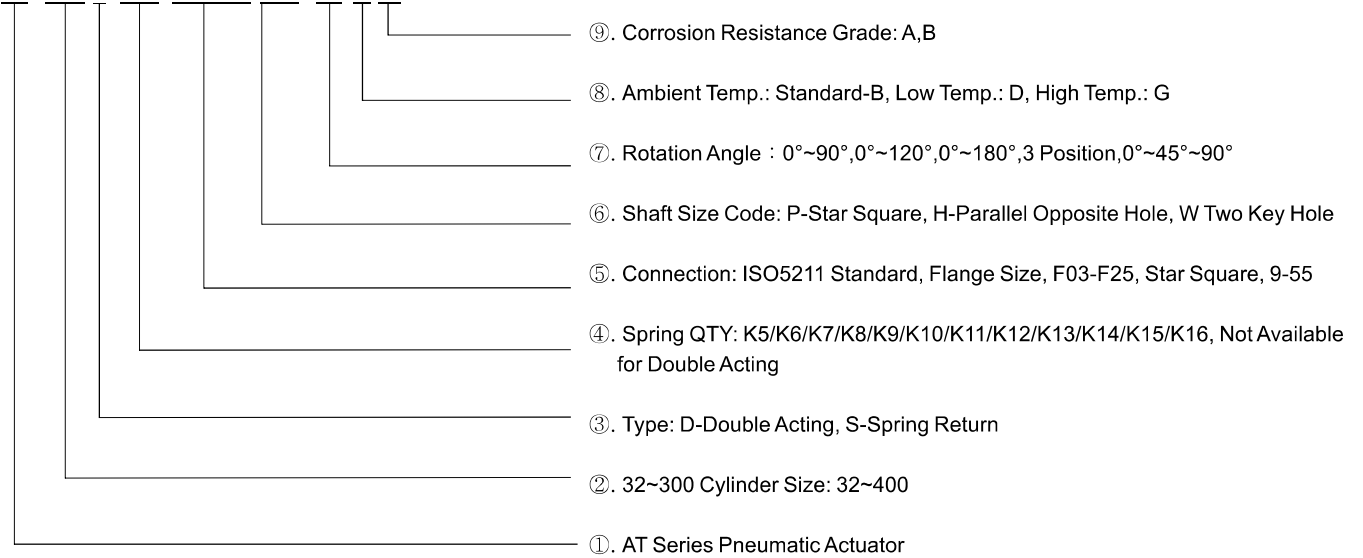 ⑨. Corrosion Resistance Grade: A,B
⑧. Ambient Temp.: Standard-B, Low Temp.: D, High Temp.: G
⑦. Rotation Angle：0°~90°,0°~120°,0°~180°,3 Position,0°~45°~90°
⑥. Shaft Size Code: P-Star Square, H-Parallel Opposite Hole, W Two Key Hole
⑤. Connection: ISO5211 Standard, Flange Size, F03-F25, Star Square, 9-55
④. Spring QTY: K5/K6/K7/K8/K9/K10/K11/K12/K13/K14/K15/K16, Not Available
for Double Acting
③. Type: D-Double Acting, S-Spring Return
②. 32~300 Cylinder Size: 32~400
①. AT Series Pneumatic Actuator